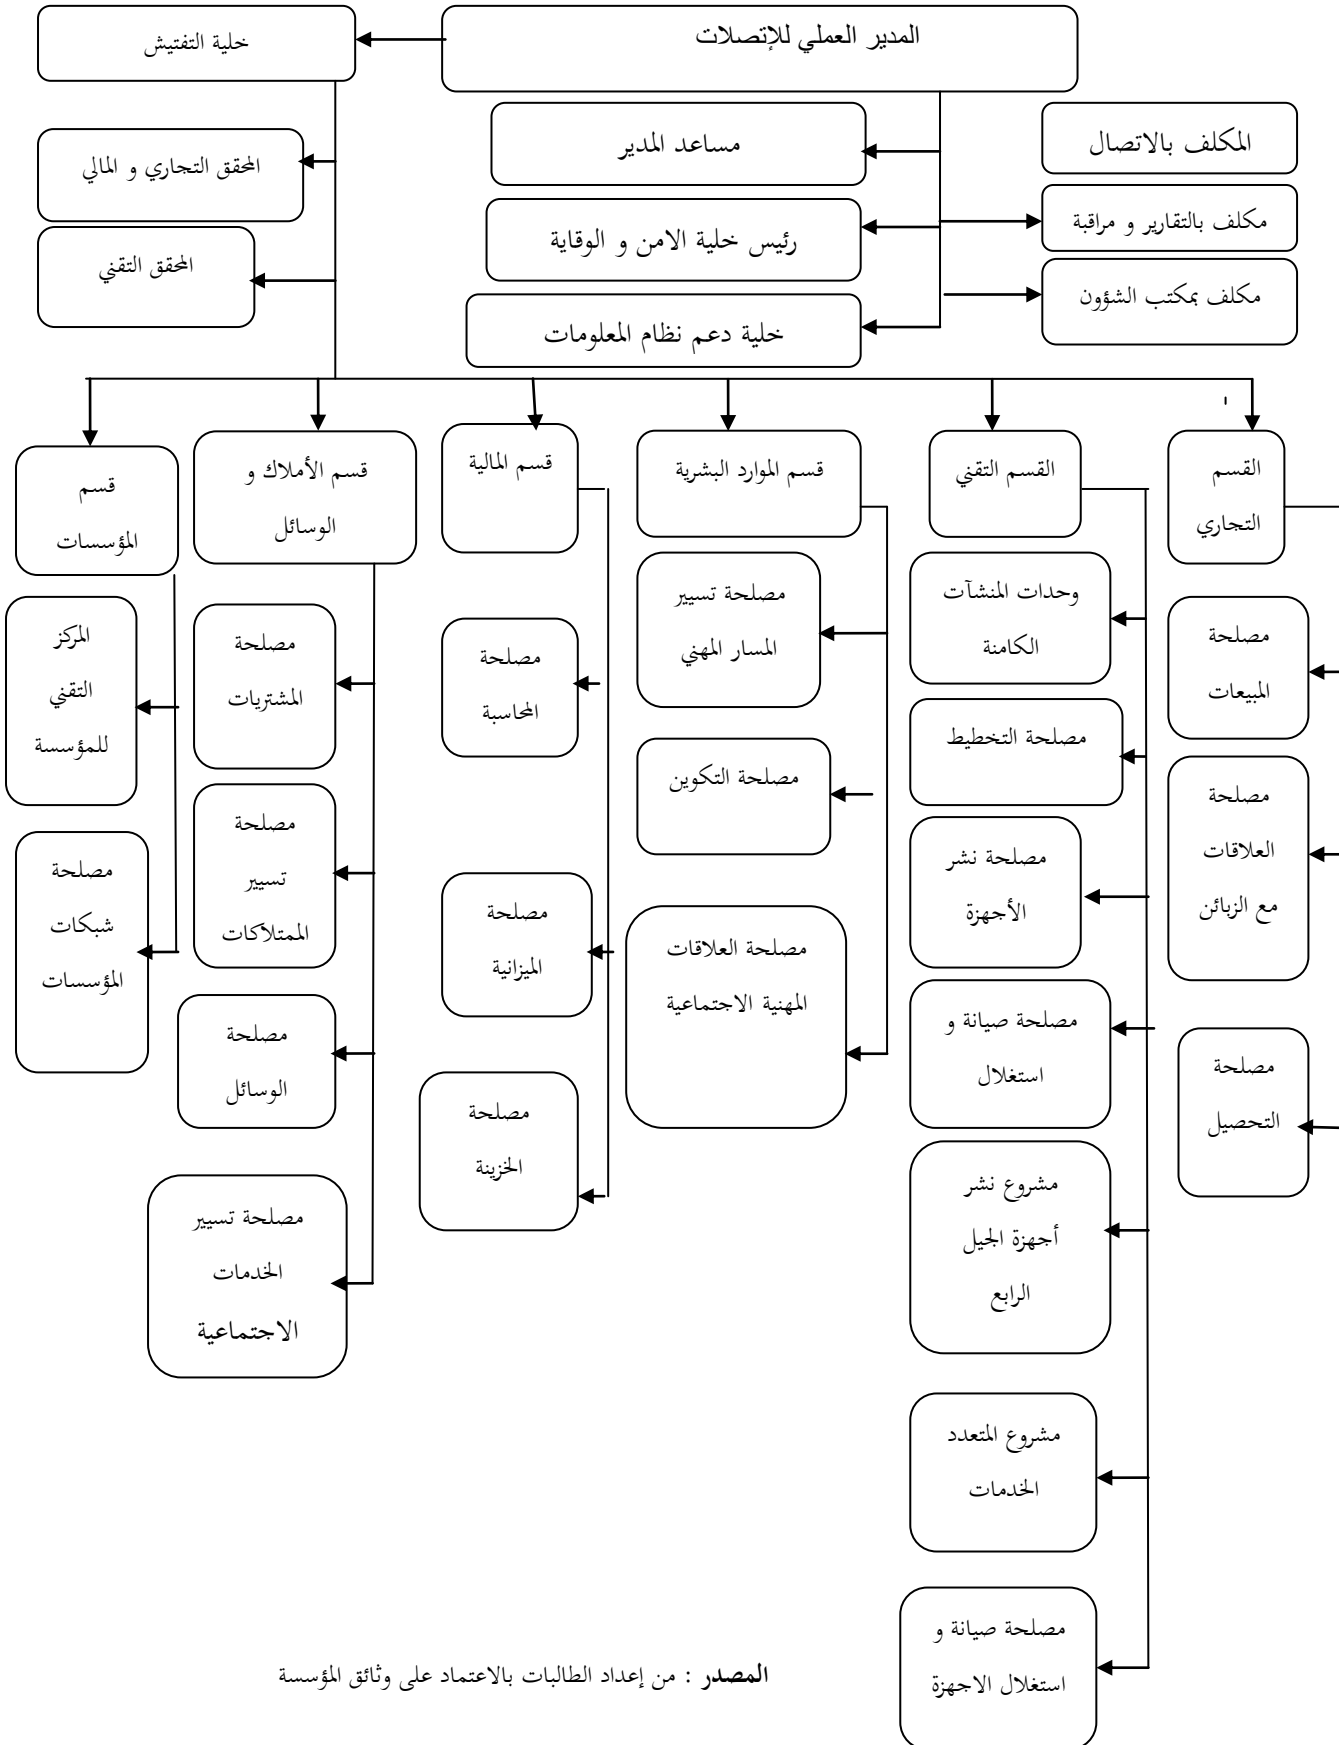 المدير العملي للإتصلات
خلية التفتيش
المكلف بالاتصال
مساعد المدير
المحقق التجاري و المالي
مكلف بالتقارير و مراقبة
رئيس خلية الامن و الوقاية
المحقق التقني
مكلف بمكتب الشؤون
خلية دعم نظام المعلومات
القسم
التجاري
مصلحة
المبيعات
مصلحة
العلاقات
مع الزبائن
مصلحة
التحصيل
القسم التقني
وحدات المنشآت
الكامنة
مصلحة التخطيط
مصلحة نشر
الأجهزة
مصلحة صيانة و
استغلال
مشروع نشر
أجهزة الجيل
الرابع
مشروع المتعدد
الخدمات
مصلحة صيانة و
استغلال الاجهزة
قسم الموارد البشرية
مصلحة تسيير
المسار المهني
مصلحة التكوين
مصلحة العلاقات
المهنية الاجتماعية
قسم المالية
مصلحة
المحاسبة
مصلحة
الميزانية
مصلحة
الخزينة
قسم الأملاك و
الوسائل
مصلحة
المشتريات
مصلحة
تسيير
الممتلاكات
مصلحة
الوسائل
مصلحة تسيير
الخدمات
الاجتماعية
قسم
المؤسسات
المركز
التقني
للمؤسسة
مصلحة
شبكات
المؤسسات
المصدر : من إعداد الطالبات بالاعتماد على وثائق المؤسسة